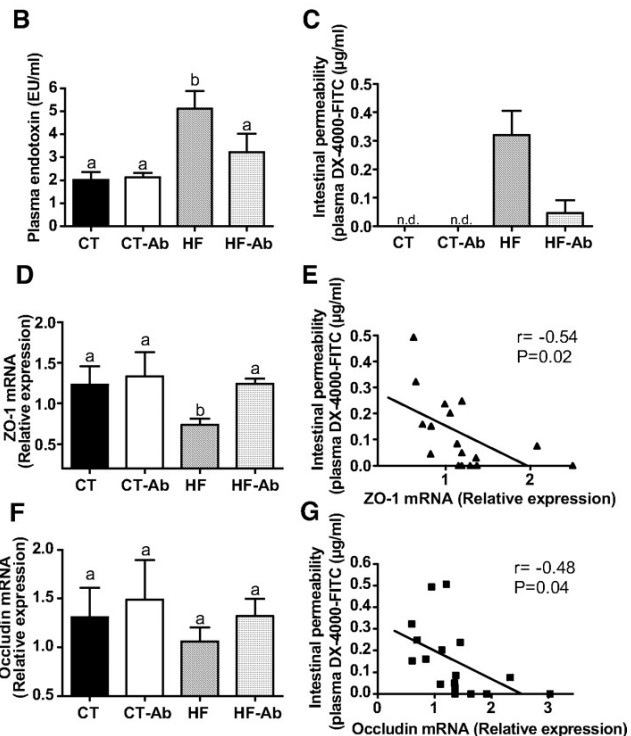 B
Plasma endotoxin (EU/ml)
6
5
4
3
2
1
0
a
a
b
a
CT
CT-Ab
HF
HF-Ab
C
Intestinal permeability
(plasma DX-4000-FITC (µg/ml)
0.5
0.4
0.3
0.2
0.1
0.0
n.d.
n.d.
CT
CT-Ab
HF
HF-Ab
D
ZO-1 mRNA
(Relative expression)
2.0
1.5
1.0
0.5
a
a
b
a
CT
CT-Ab
HF
HF-Ab
E
Intestinal permeability
(plasma DX-4000-FITC (µg/ml)
0.5
0.4
0.3
0.2
0.1
0.0
r= -0.54
P=0.02
1
2
ZO-1 mRNA (Relative expression)
F
Occludin mRNA
(Relative expression)
2.0
1.5
1.0
0.5
a
a
a
a
CT
CT-Ab
HF
HF-Ab
G
Intestinal permeability
(plasma DX-4000-FITC (µg/ml)
0.6
0.5
0.4
0.3
0.2
0.1
0.0
r= -0.48
P=0.04
0
1
2
3
Occludin mRNA (Relative expression)